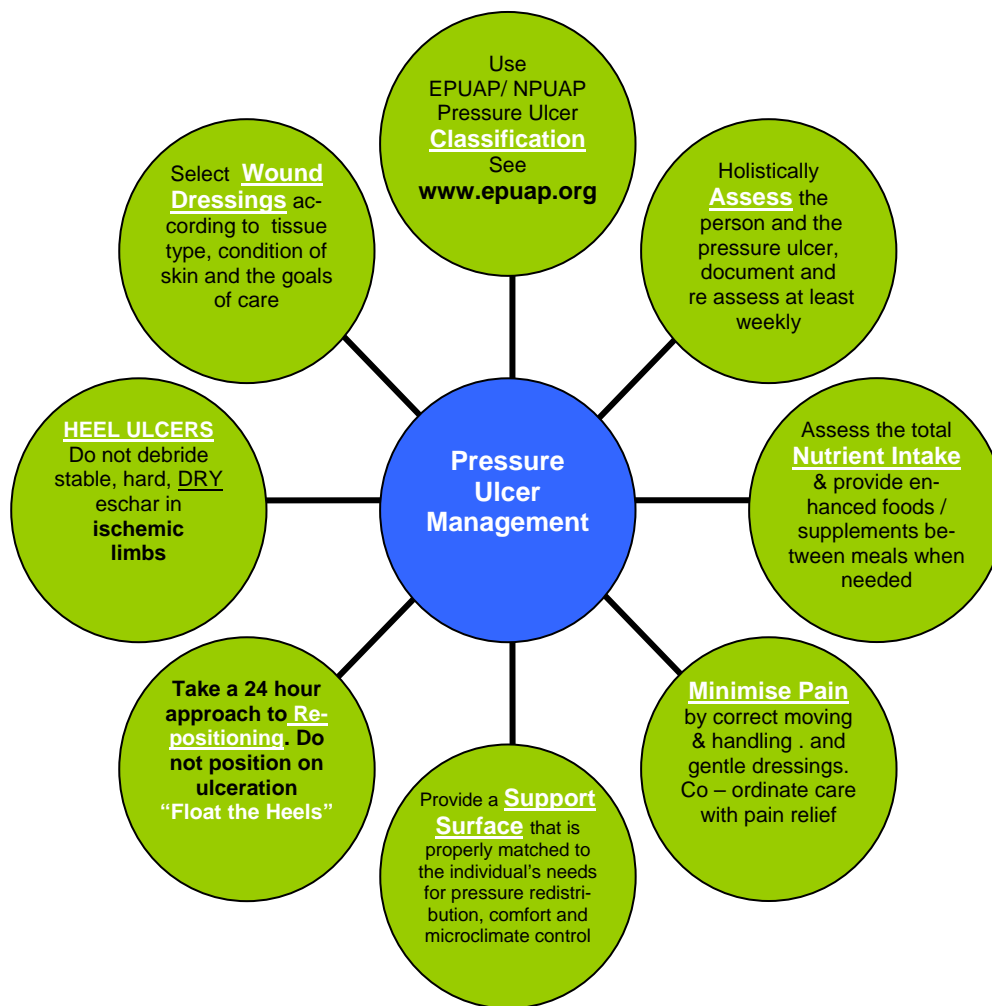 Use
EPUAP/ NPUAP
Pressure Ulcer
Classification
See
www.epuap.org
Holistically
Assess the
person and the
pressure ulcer,
document and
re assess at least
weekly
Assess the total
Nutrient Intake
& provide en-
hanced foods /
supplements be-
tween meals when
needed
Minimise Pain
by correct moving
& handling . and
gentle dressings.
Co – ordinate care
with pain relief
Provide a Support
Surface that is
properly matched to
the individual's needs
for pressure redistri-
bution, comfort and
microclimate control
Take a 24 hour
approach to Re-
positioning. Do
not position on
ulceration
“Float the Heels”
HEEL ULCERS
Do not debride
stable, hard, DRY
eschar in
ischemic
limbs
Select Wound
Dressings ac-
cording to tissue
type, condition of
skin and the goals
of care
Pressure
Ulcer
Management